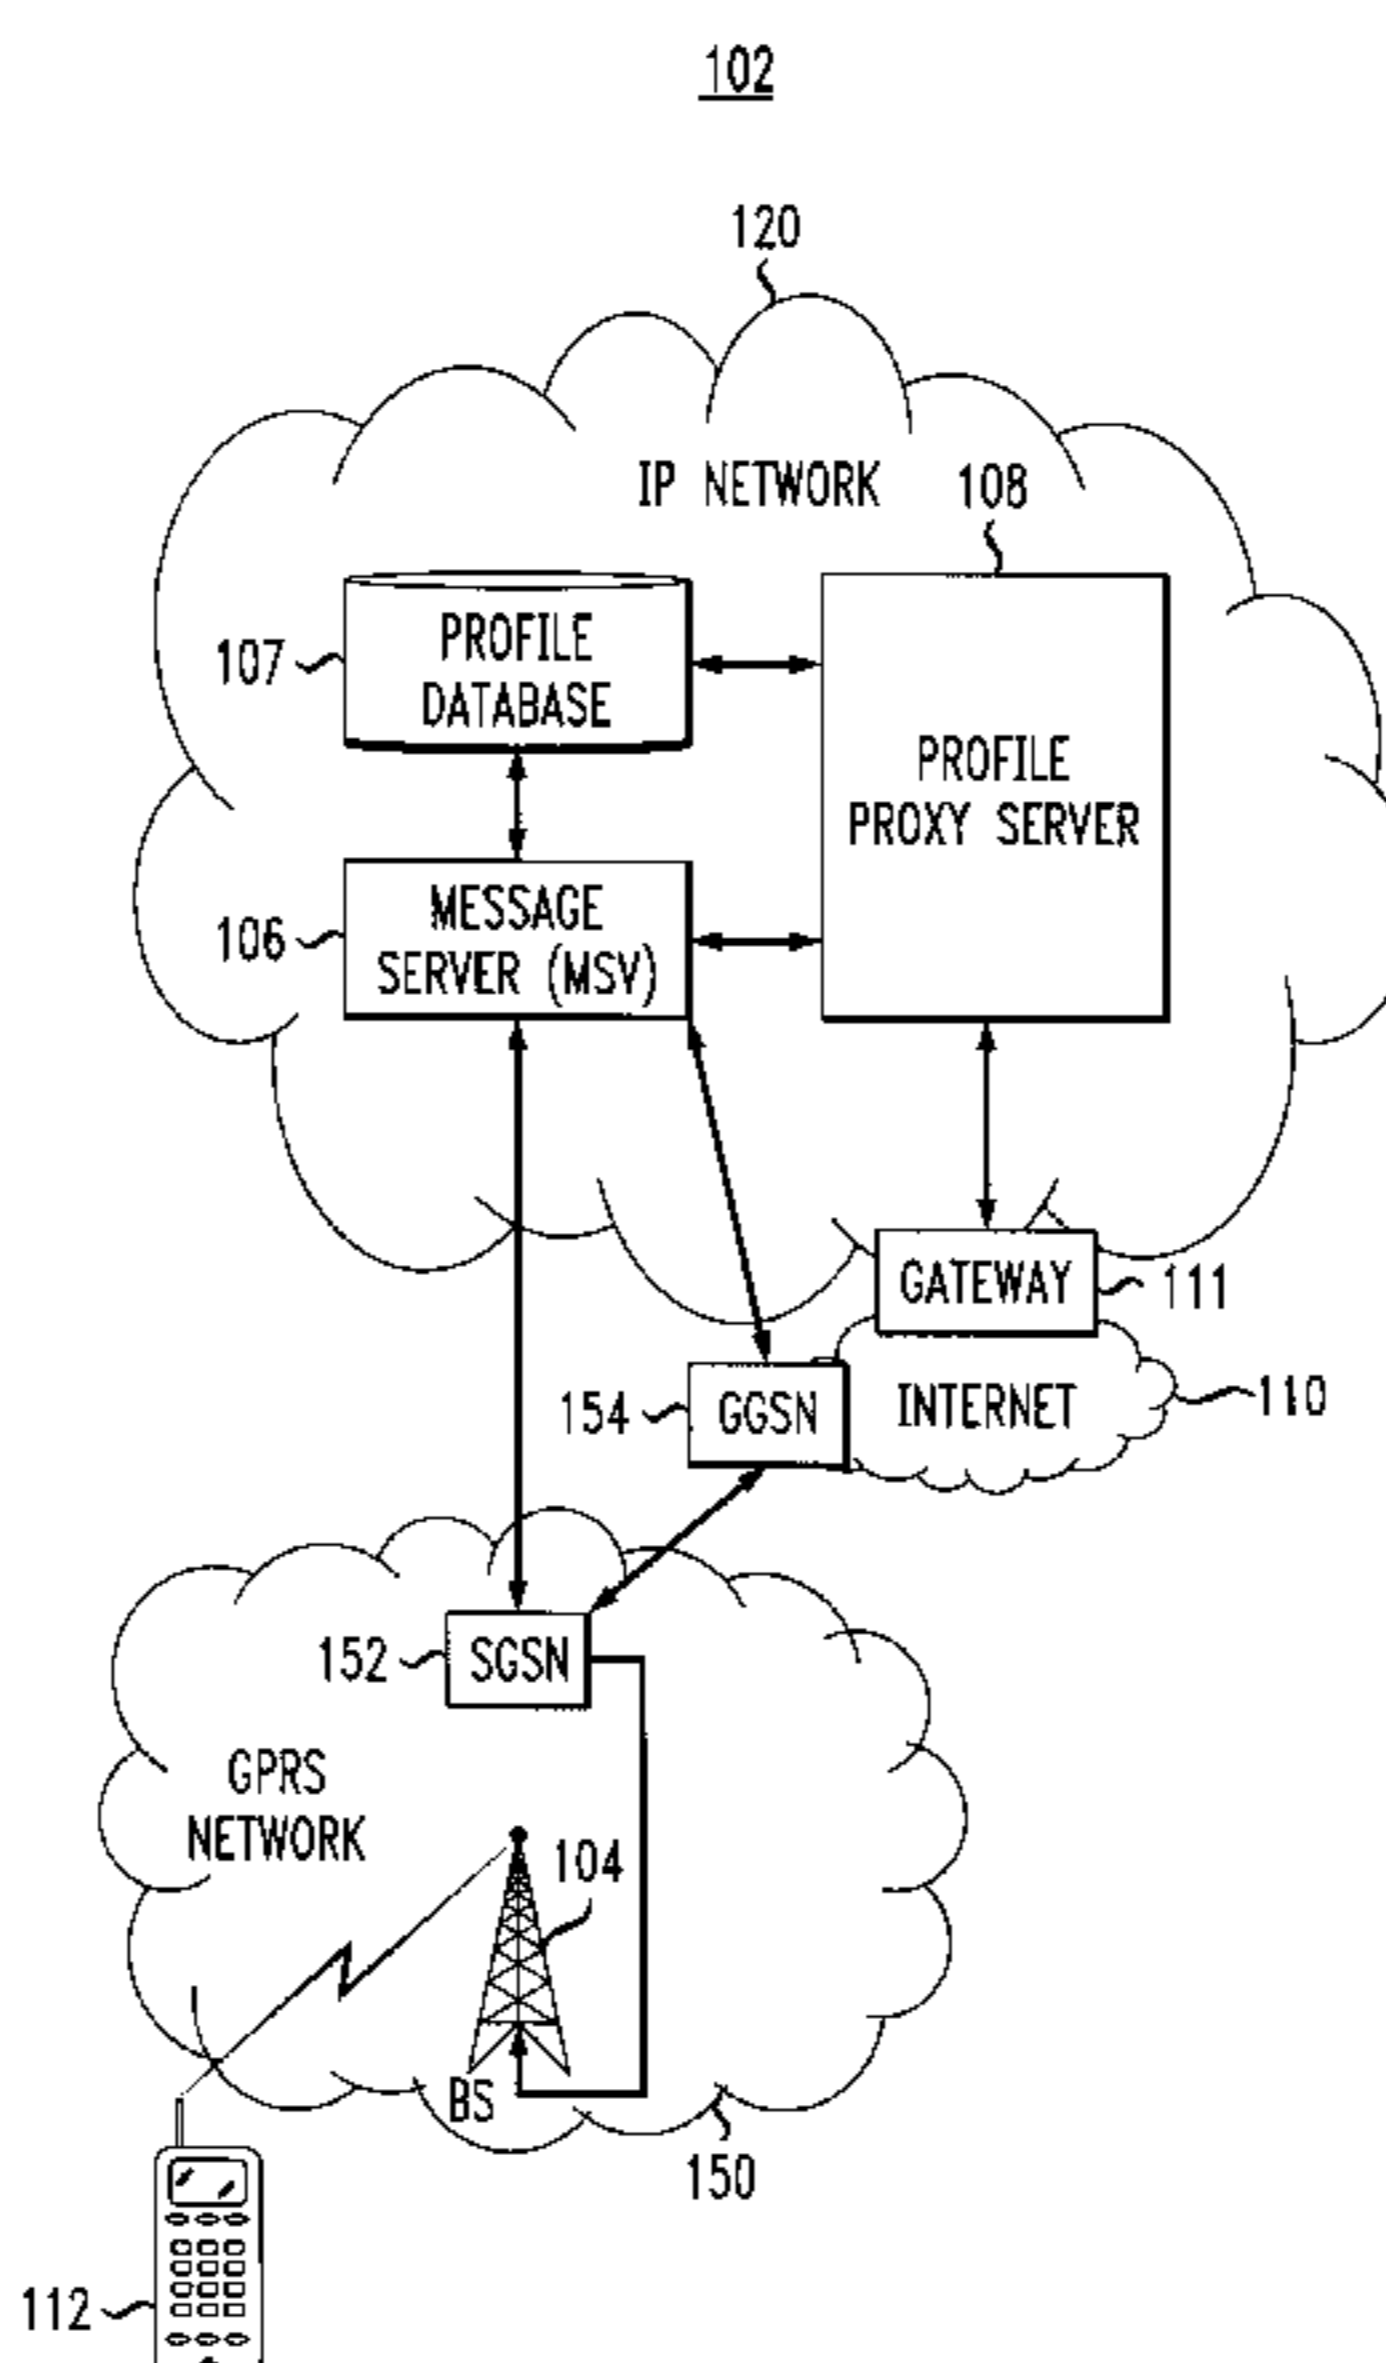 102
120
IP NETWORK
108
107
PROFILE
DATABASE
PROFILE
PROXY SERVER
106
MESSAGE
SERVER (MSV)
GATEWAY
111
154
GGSN
INTERNET
110
152
SGSN
GPRS
NETWORK
104
BS
150
112